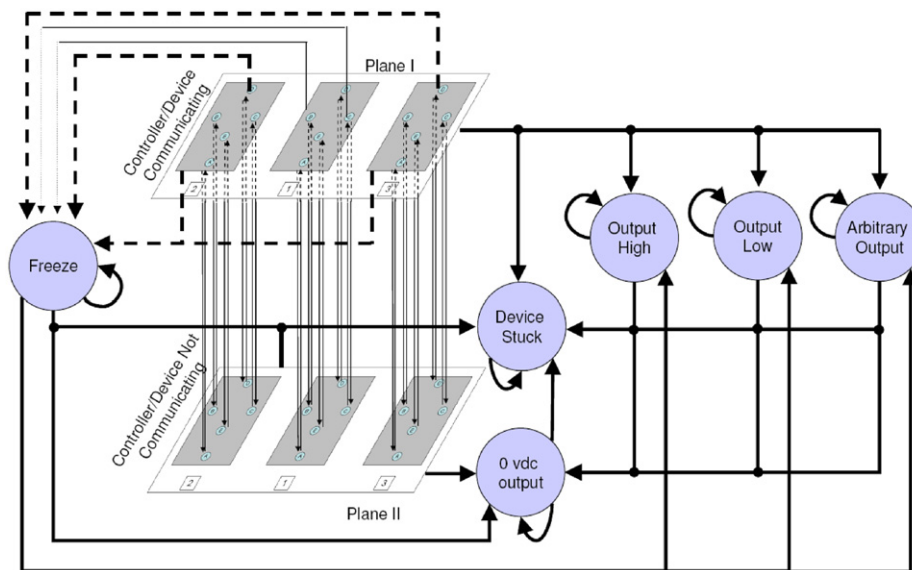 Plane I
Controller/Device
Communicating
2
1
3
Freeze
Output
High
Output
Low
Arbitrary
Output
Device
Stuck
Controller/Device Not
Communicating
0 vdc
output
2
1
3
Plane II